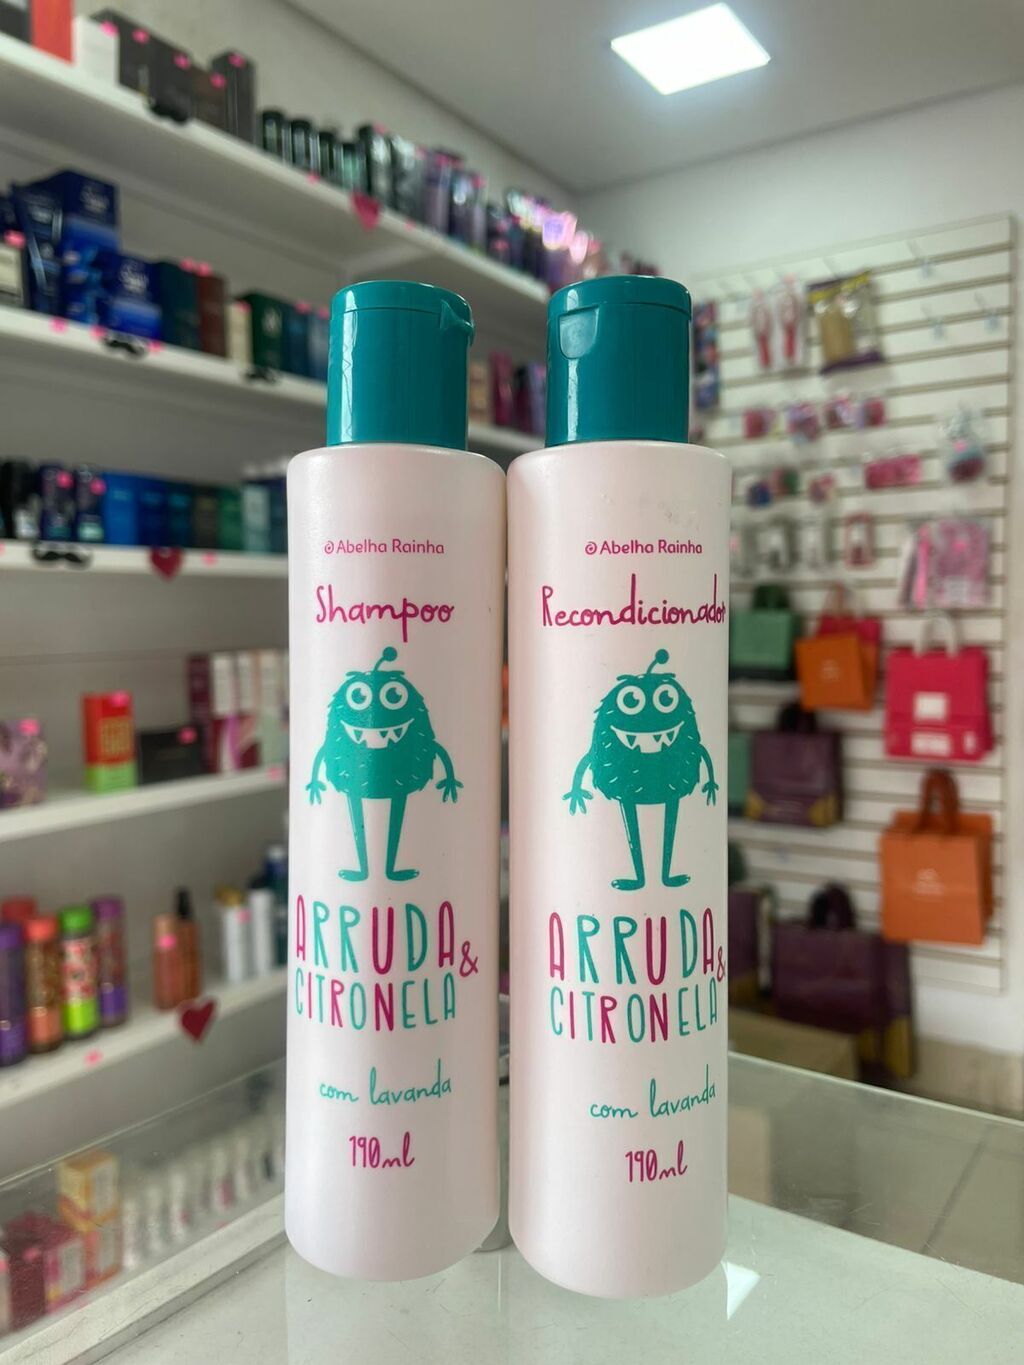 Abelha Rainha
Shampoo
ARRUDA &
CITRONELA
com lavanda
190ml
Abelha Rainha
Recondicionador
ARRUDA &
CITRONELA
com lavanda
190ml